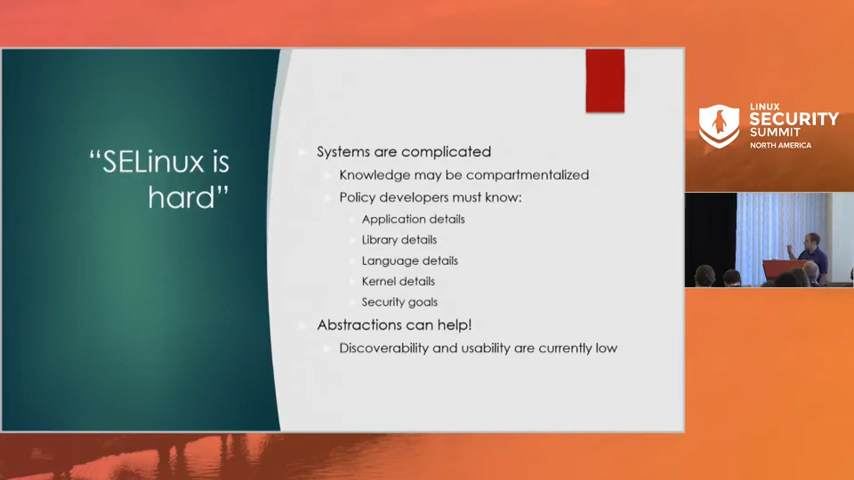 “SELinux is
hard”
Systems are complicated
Knowledge may be compartmentalized
Policy developers must know:
Application details
Library details
Language details
Kernel details
Security goals
Abstractions can help!
Discoverability and usability are currently low
LINUX
SECURITY
SUMMIT
NORTH AMERICA